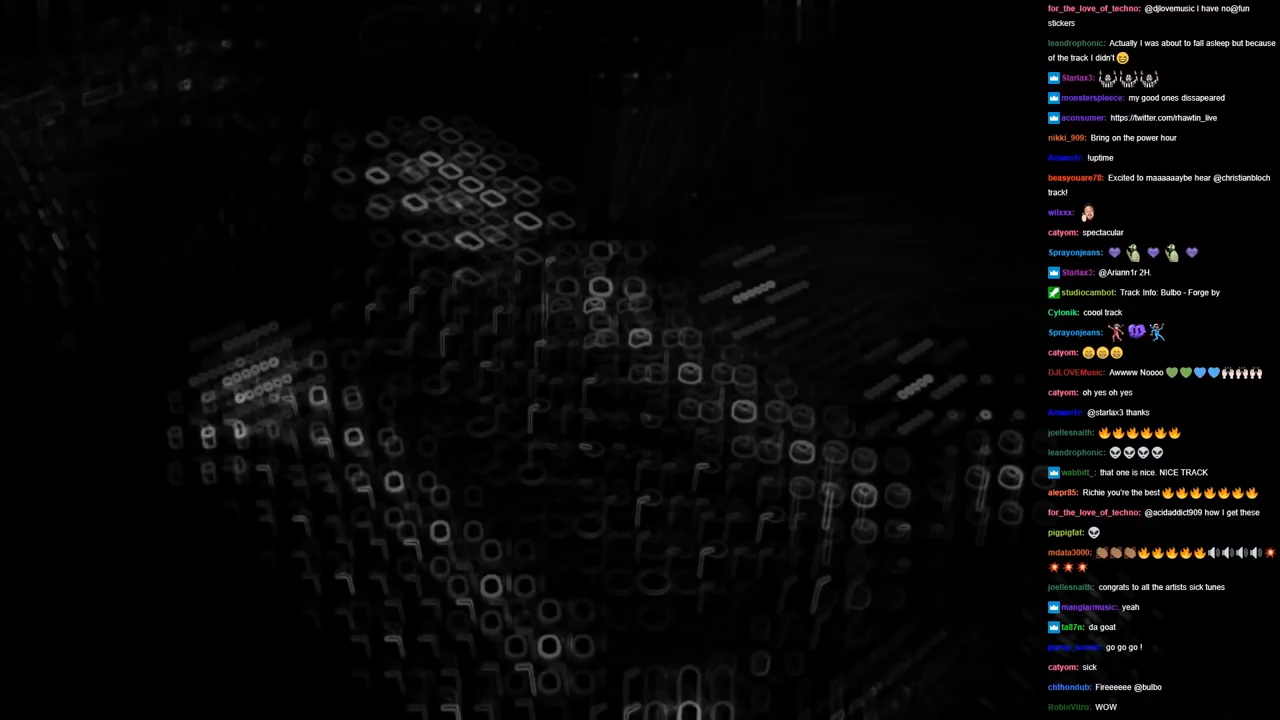 for_the_love_of_techno: @djlovemusic I have no@fun
stickers
leandrophonic: Actually I was about to fall asleep but because
of the track I didn't😆
Starlax3:
monsterspleece: my good ones dissapeared
aconsumer: https://twitter.com/rhawtin_live
nikki_909: Bring on the power hour
Ariann1r: !uptime
beasyouare78: Excited to maaaaaaybe hear @christianbloch
track!
wilxxx:
catyom: spectacular
Sprayonjeans: 💜 💜 💜
Starlax3: @Ariann1r 2H.
studiocambot: Track Info: Bulbo - Forge by
Cylonik: coool track
Sprayonjeans:
catyom: 😁😁😁
DJLOVEMusic: Awwww Noooo 💚💚💙💙🙌🏻🙌🏻🙌🏻
catyom: oh yes oh yes
Ariann1r: @starlax3 thanks
joellesnaith: 🔥🔥🔥🔥🔥🔥
leandrophonic: 👽👽👽👽
wabbitt_: that one is nice. NICE TRACK
alepr85: Richie you're the best🔥🔥🔥🔥🔥🔥🔥
for_the_love_of_techno: @acidaddict909 how I get these
pigpigfat: 👽
mdata3000: 👏🏽👏🏽👏🏽🔥🔥🔥🔥🔥🔊🔊🔊🔊💥
💥💥💥
joellesnaith: congrats to all the artists sick tunes
manglarmusic: yeah
ta87n: da goat
go go go !
catyom: sick
chthondub: Fireeeeee @bulbo
RobinVitro: WOW